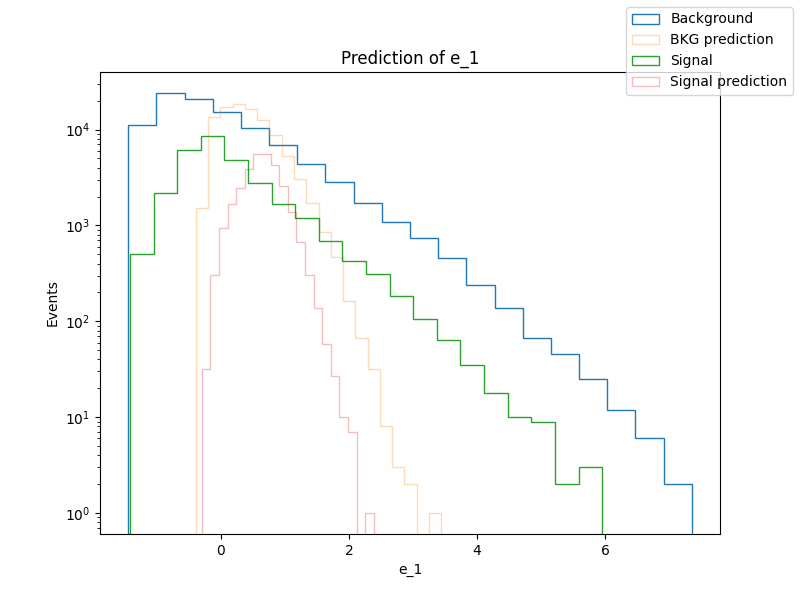 Prediction of e_1
Background
BKG prediction
Signal
Signal prediction
10^4
10^3
10^2
10^1
10^0
Events
0 2 4 6
e_1